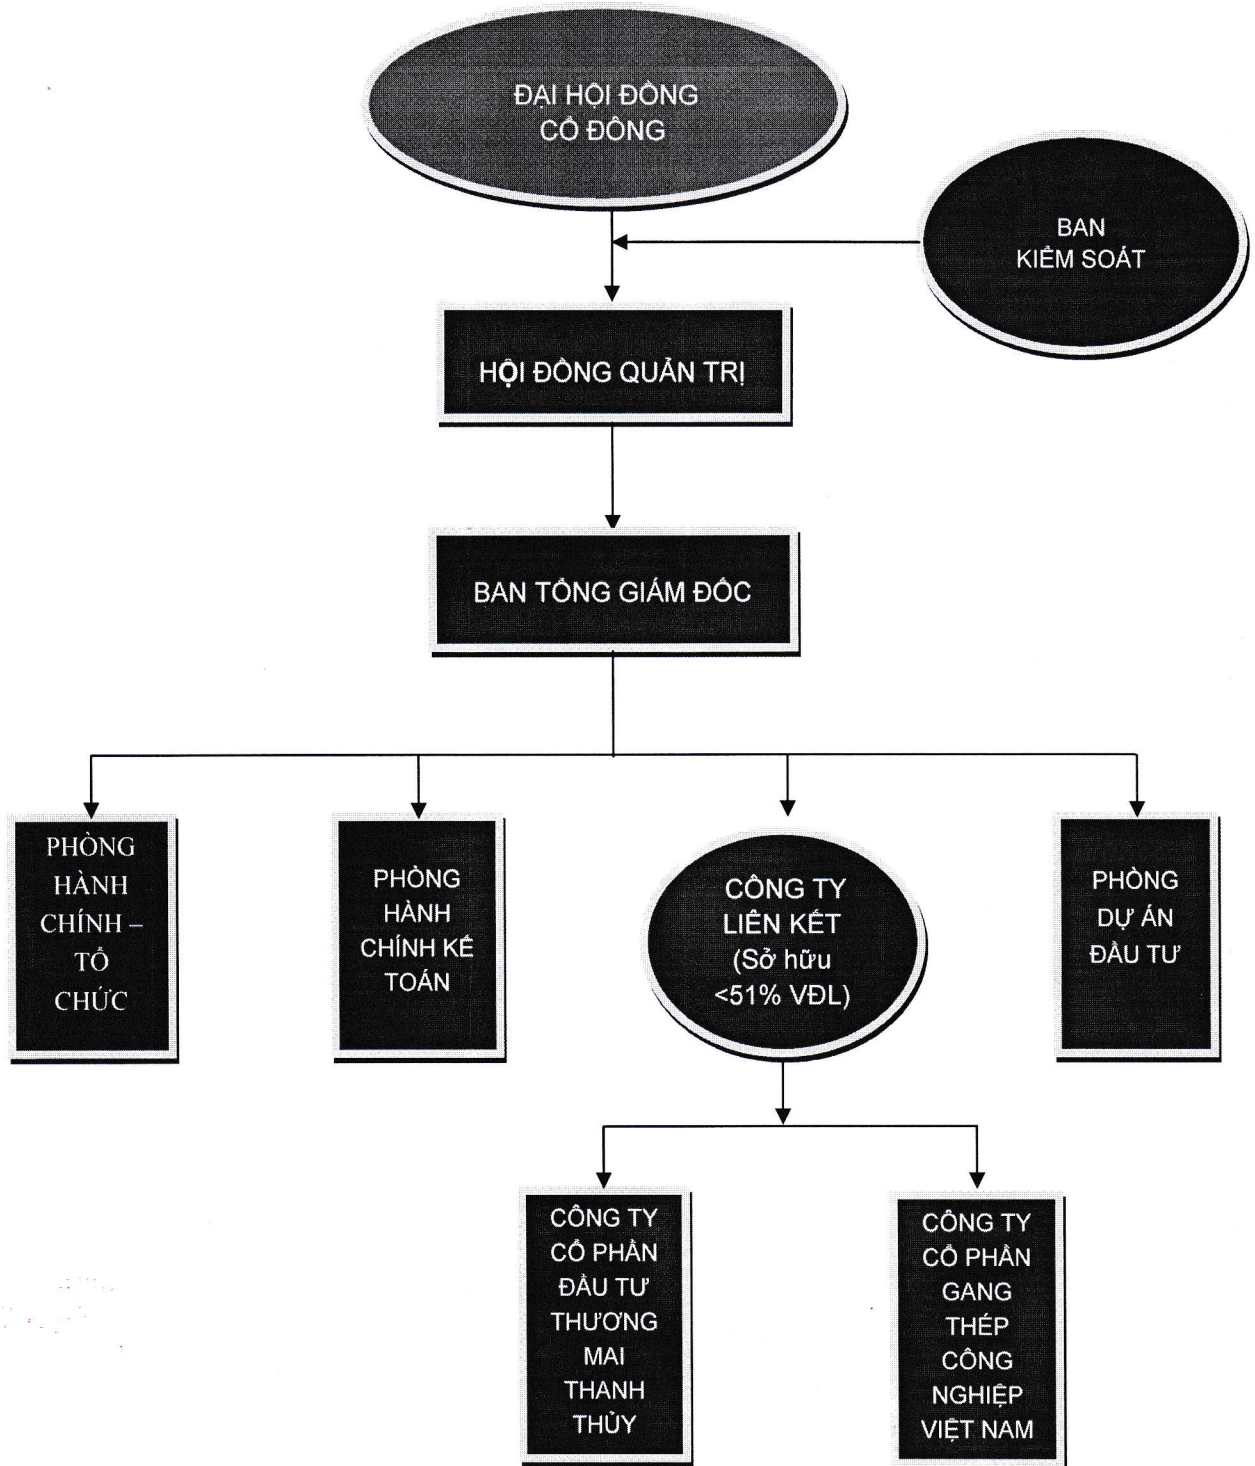 ĐẠI HỘI ĐỒNG
CỔ ĐÔNG
BAN
KIỂM SOÁT
HỘI ĐỒNG QUẢN TRỊ
BAN TỔNG GIÁM ĐỐC
PHÒNG
HÀNH
CHÍNH –
TỔ
CHỨC
PHÒNG
HÀNH
CHÍNH KẾ
TOÁN
CÔNG TY
LIÊN KẾT
(Sở hữu
<51% VĐL)
PHÒNG
DỰ ÁN
ĐẦU TƯ
CÔNG TY
CỔ PHẦN
ĐẦU TƯ
THƯƠNG
MAI
THANH
THỦY
CÔNG TY
CỔ PHẦN
GANG
THÉP
CÔNG
NGHIỆP
VIỆT NAM